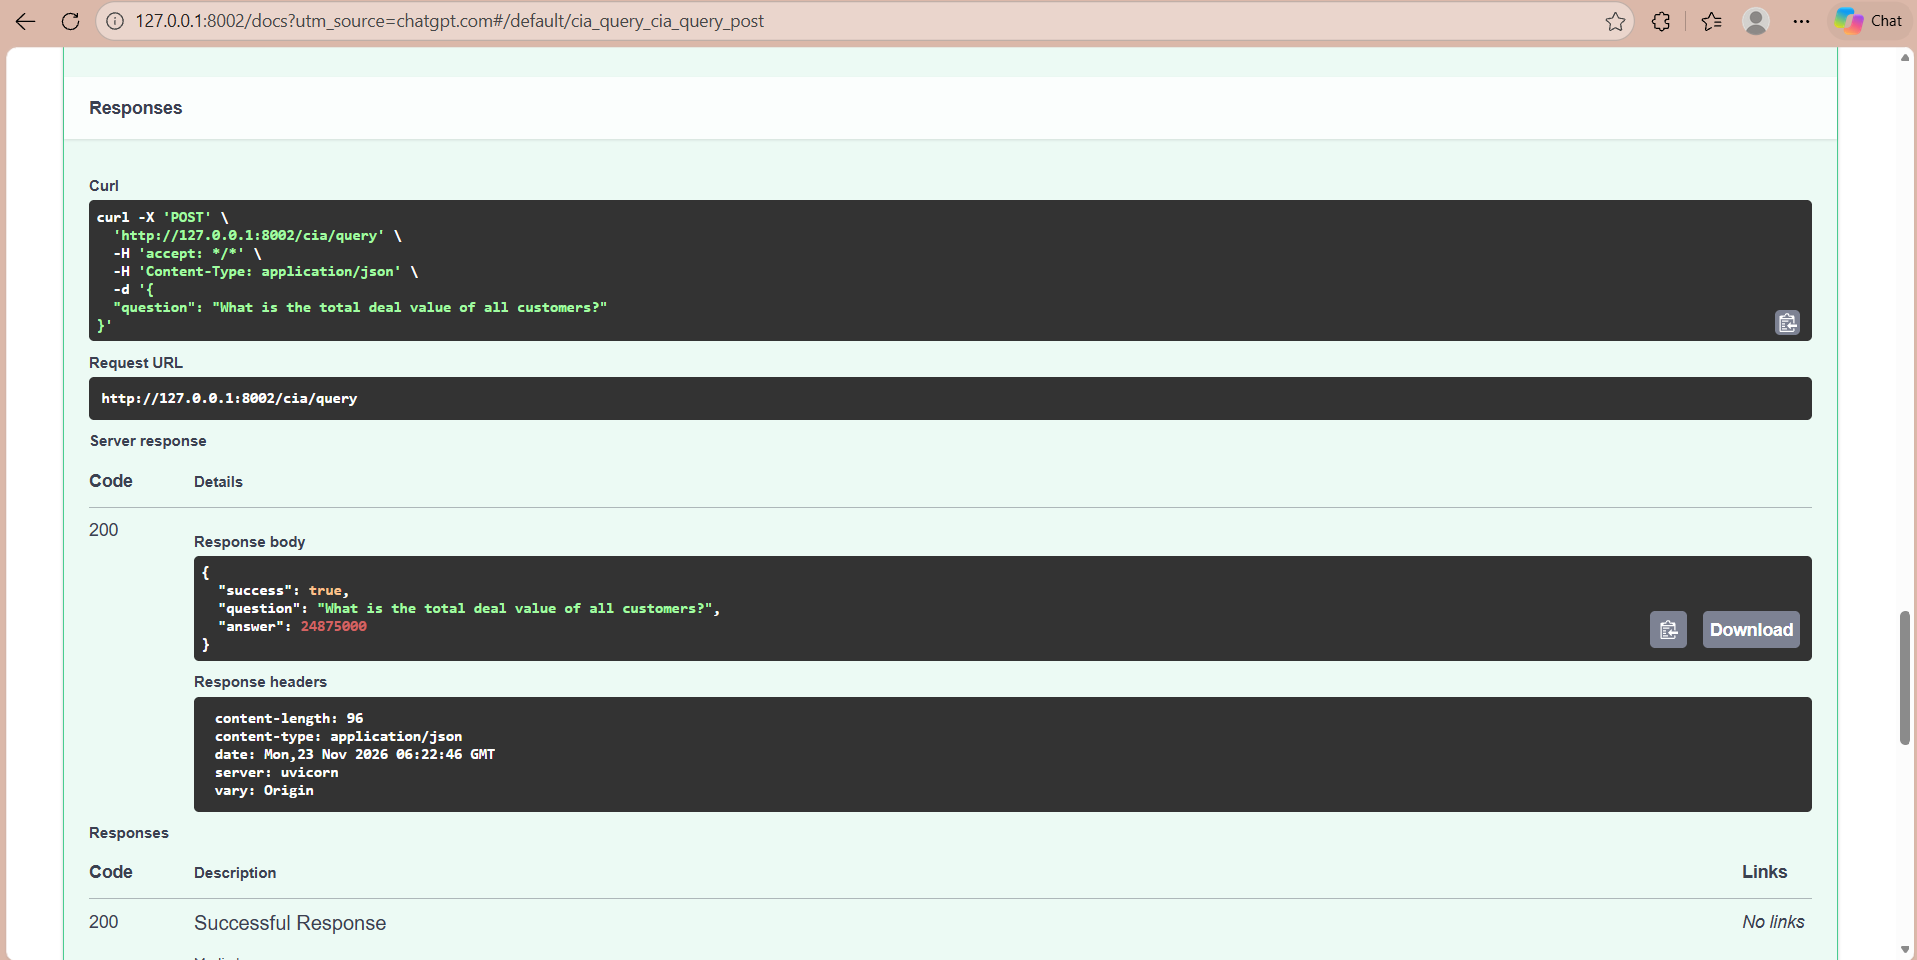 127.0.0.1:8002/docs?utm_source=chatgpt.com#/default/cia_query_cia_query_post
Chat
Responses
Curl
curl -X 'POST' \
'http://127.0.0.1:8002/cia/query' \
-H 'accept: */*' \
-H 'Content-Type: application/json' \
-d '{
"question": "What is the total deal value of all customers?"
}'
Request URL
http://127.0.0.1:8002/cia/query
Server response
Code Details
200
Response body
{
"success": true,
"question": "What is the total deal value of all customers?",
"answer": 24875000
}
Download
Response headers
content-length: 96
content-type: application/json
date: Mon,23 Nov 2026 06:22:46 GMT
server: uvicorn
vary: Origin
Responses
Code Description Links
200 Successful Response No links